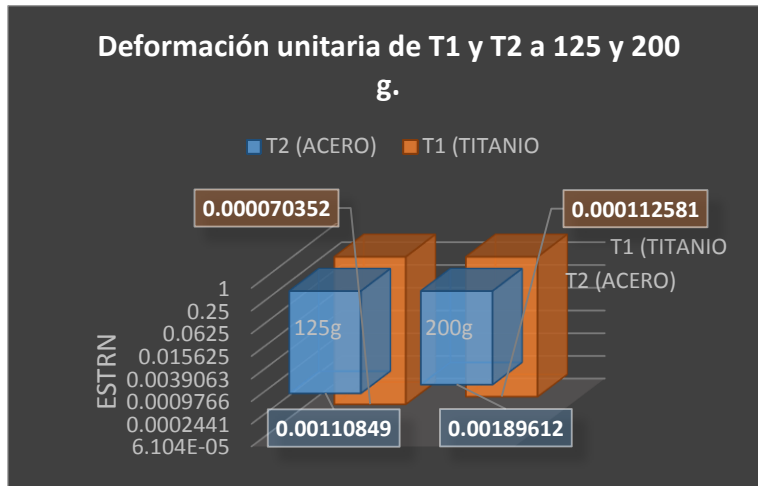 Deformación unitaria de T1 y T2 a 125 y 200
g.
T2 (ACERO) T1 (TITANIO
0.000070352 0.000112581
T1 (TITANIO
T2 (ACERO)
1
0.25
0.0625
0.015625
0.0039063
0.0009766
0.0002441
6.104E-05
ESTRN
125g 200g
0.00110849 0.00189612